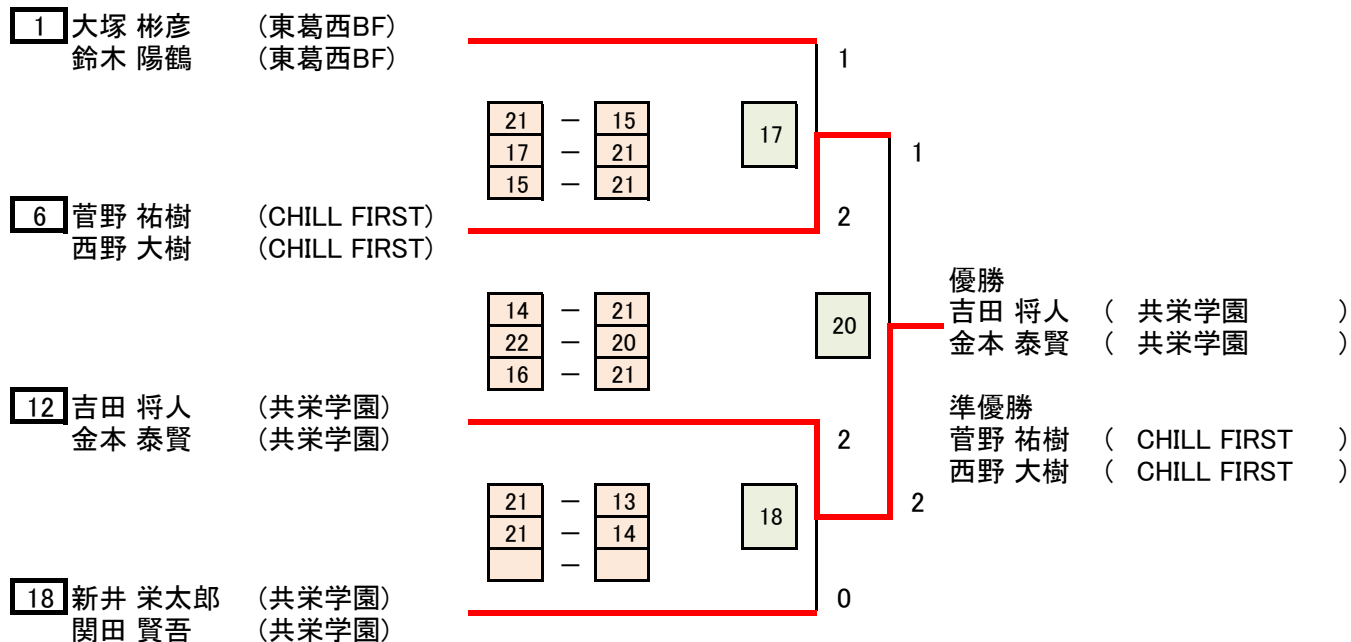 1 大塚 彬彦 (東葛西BF)
鈴木 陽鶴 (東葛西BF)
1
21 － 15
17 － 21
15 － 21
17
1
6 菅野 祐樹 (CHILL FIRST)
西野 大樹 (CHILL FIRST)
2
14 － 21
22 － 20
16 － 21
20
優勝
吉田 将人 ( 共栄学園 )
金本 泰賢 ( 共栄学園 )
12 吉田 将人 (共栄学園)
金本 泰賢 (共栄学園)
2
準優勝
菅野 祐樹 ( CHILL FIRST )
西野 大樹 ( CHILL FIRST )
21 － 13
21 － 14
－
18
2
18 新井 栄太郎 (共栄学園)
関田 賢吾 (共栄学園)
0